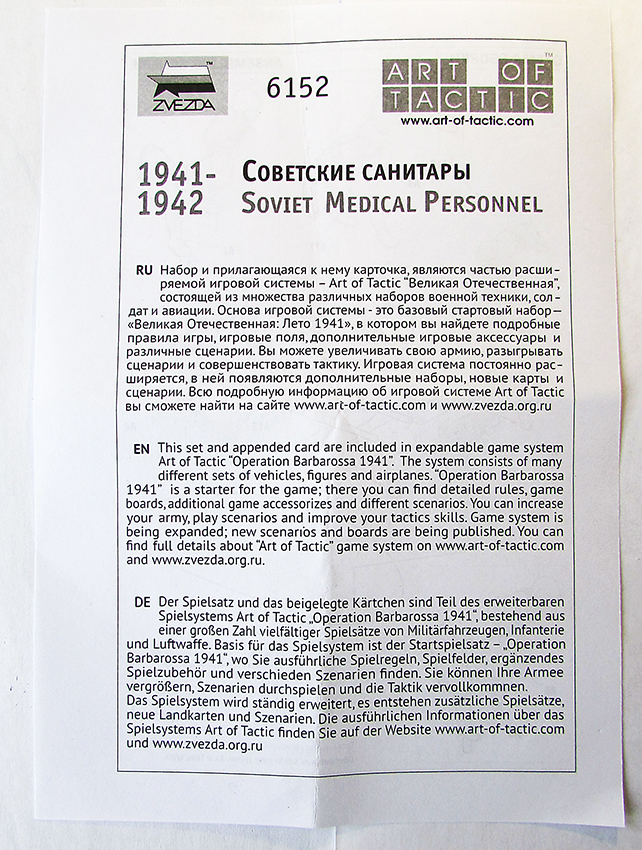 ZVEZDA™
6152
ART OF™
TACTIC
www.art-of-tactic.com
1941-
1942
СОВЕТСКИЕ САНИТАРЫ
SOVIET MEDICAL PERSONNEL
RU Набор и прилагающаяся к нему карточка, являются частью расши-
ряемой игровой системы – Art of Tactic “Великая Отечественная”,
состоящей из множества различных наборов военной техники, сол-
дат и авиации. Основа игровой системы - это базовый стартовый набор—
«Великая Отечественная: Лето 1941», в котором вы найдете подробные
правила игры, игровые поля, дополнительные игровые аксессуары и
различные сценарии. Вы можете увеличивать свою армию, разыгрывать
сценарии и совершенствовать тактику. Игровая система постоянно рас-
ширяется, в ней появляются дополнительные наборы, новые карты и
сценарии. Всю подробную информацию об игровой системе Art of Tactic
вы сможете найти на сайте www.art-of-tactic.com и www.zvezda.org.ru
EN This set and appended card are included in expandable game system
Art of Tactic “Operation Barbarossa 1941”. The system consists of many
different sets of vehicles, figures and airplanes. “Operation Barbarossa
1941” is a starter for the game; there you can find detailed rules, game
boards, additional game accessorizes and different scenarios. You can increase
your army, play scenarios and improve your tactics skills. Game system is
being expanded; new scenarios and boards are being published. You can
find full details about “Art of Tactic” game system on www.art-of-tactic.com
and www.zvezda.org.ru.
DE Der Spielsatz und das beigelegte Kärtchen sind Teil des erweiterbaren
Spielsystems Art of Tactic „Operation Barbarossa 1941“, bestehend aus
einer großen Zahl vielfältiger Spielsätze von Militärfahrzeugen, Infanterie
und Luftwaffe. Basis für das Spielsystem ist der Startspielsatz – „Operation
Barbarossa 1941“, wo Sie ausführliche Spielregeln, Spielfelder, ergänzendes
Spielzubehör und verschieden Szenarien finden. Sie können Ihre Armee
vergrößern, Szenarien durchspielen und die Taktik vervollkommnen.
Das Spielsystem wird ständig erweitert, es entstehen zusätzliche Spielsätze,
neue Landkarten und Szenarien. Die ausführlichen Informationen über das
Spielsystems Art of Tactic finden Sie auf der Website www.art-of-tactic.com
und www.zvezda.org.ru